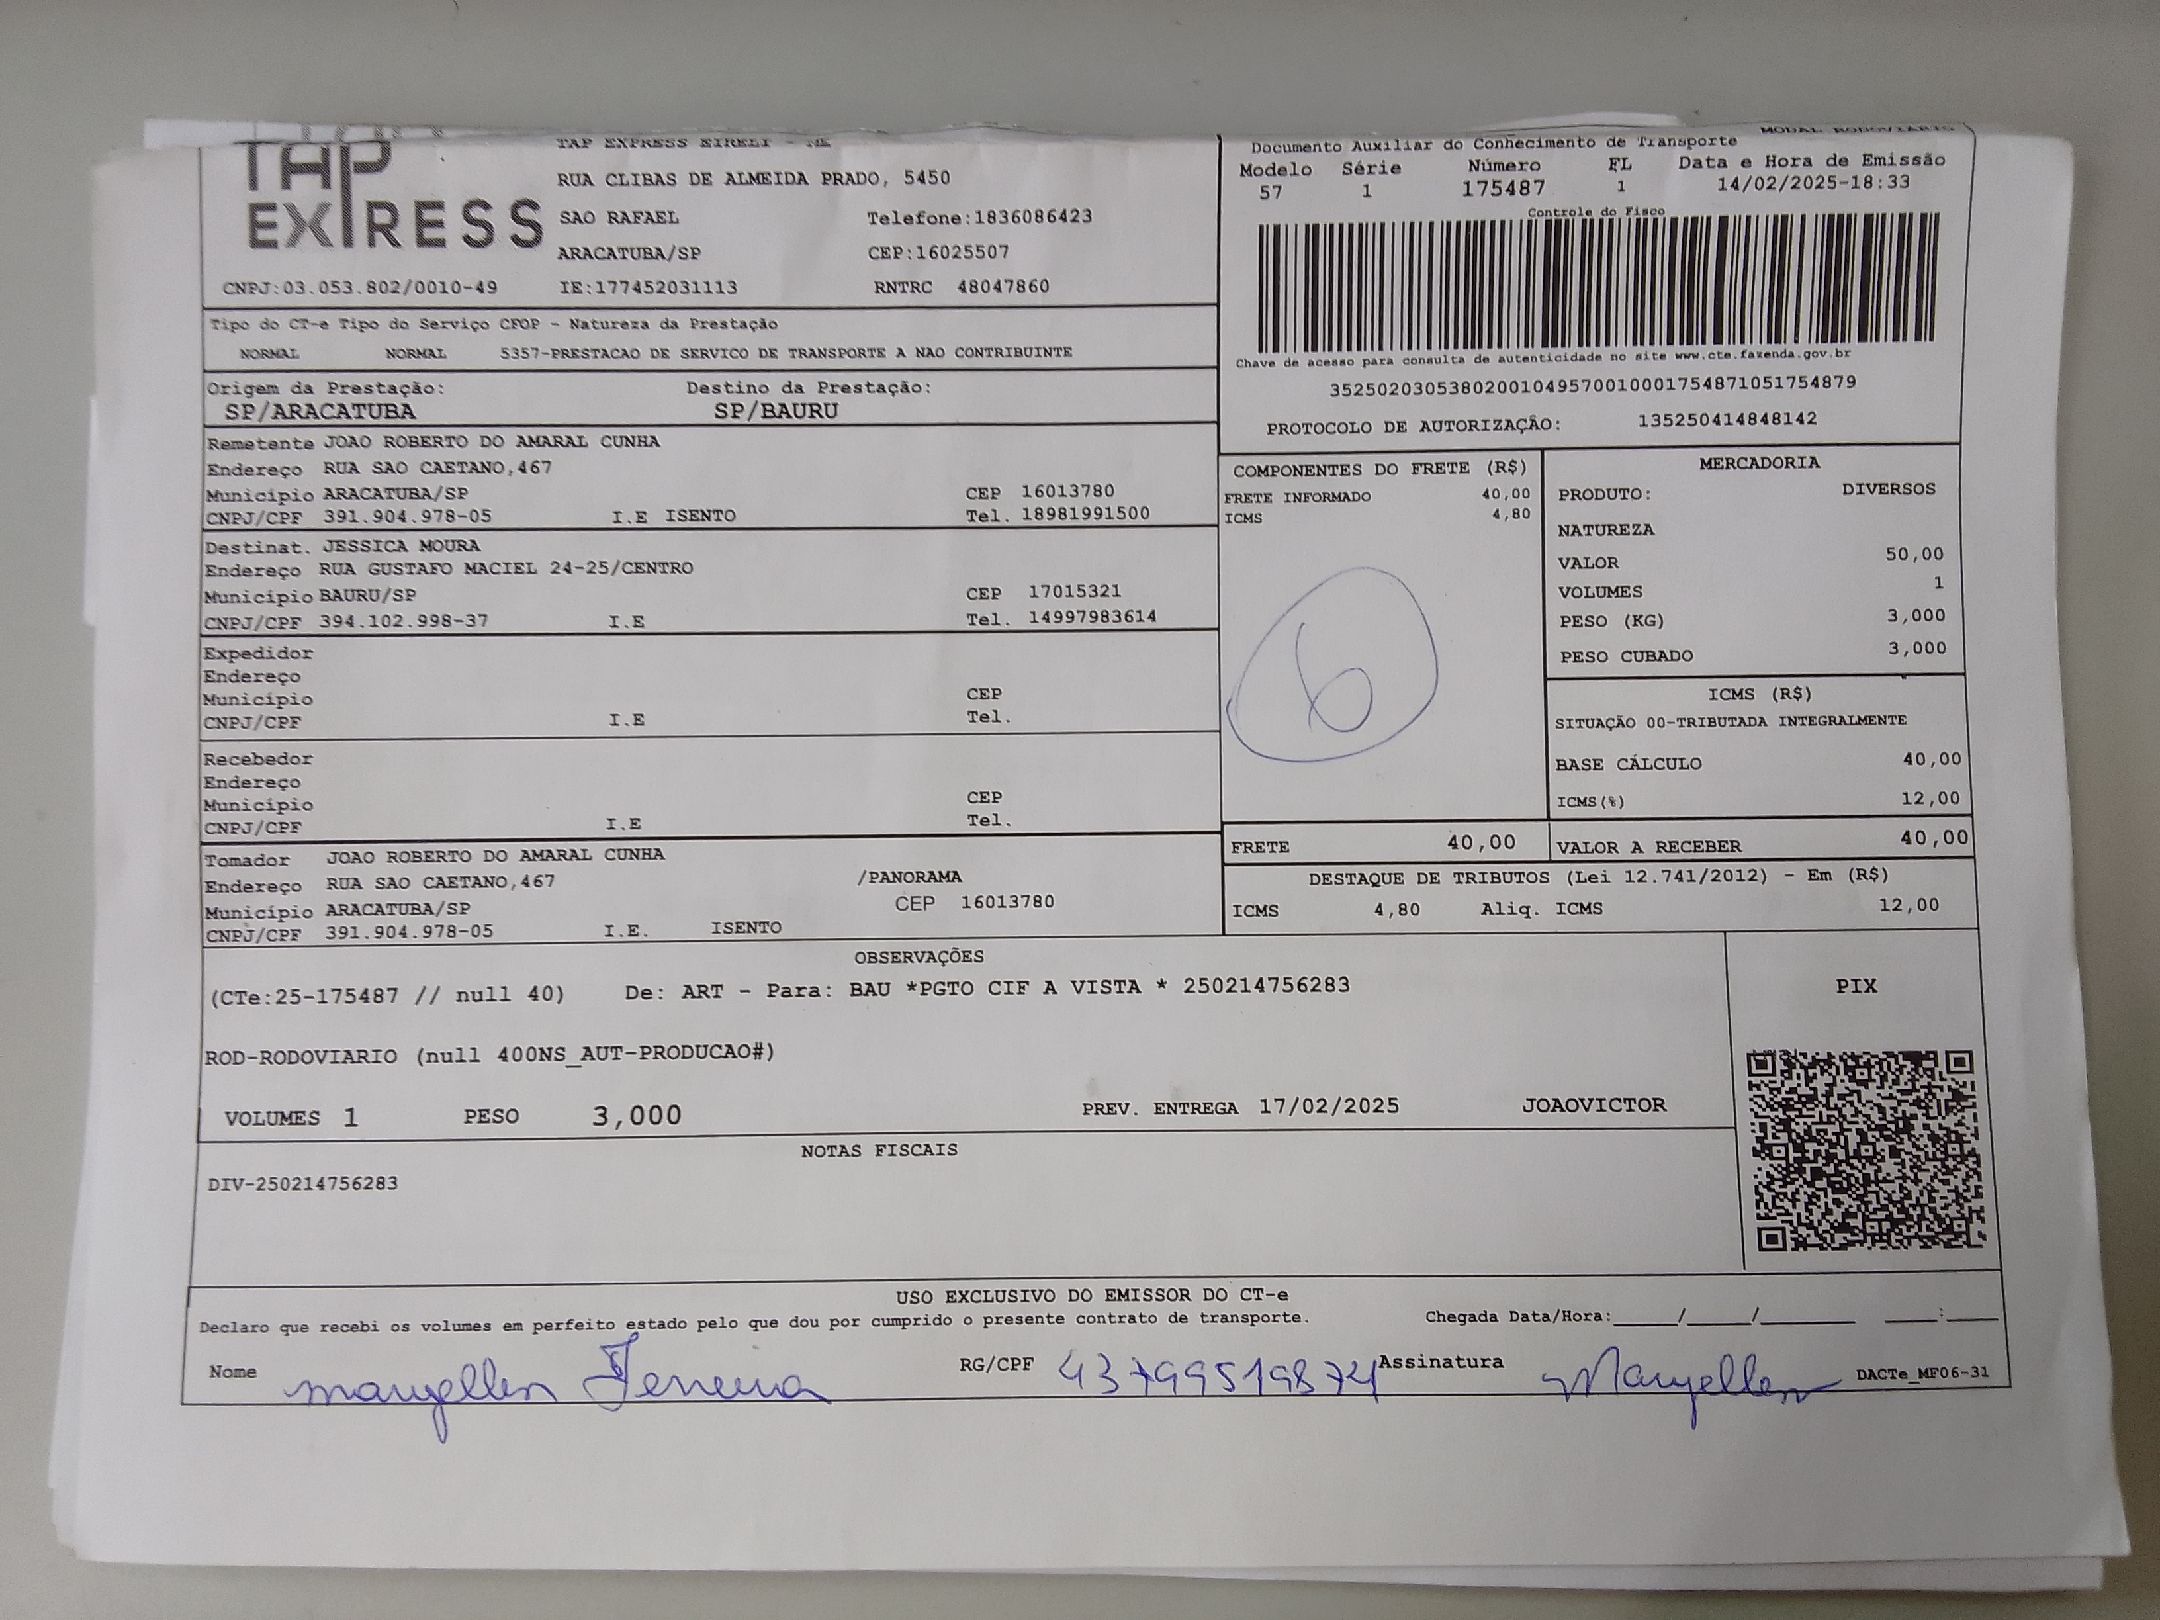 TAP EXPRESS
TAP EXPRESS EIRELI - ME
RUA CLIBAS DE ALMEIDA PRADO, 5450
SAO RAFAEL Telefone:1836086423
ARACATUBA/SP CEP:16025507
CNPJ:03.053.802/0010-49 IE:177452031113 RNTRC 48047860
MODAL RODOVIARIO
Documento Auxiliar do Conhecimento de Transporte
Modelo Série Número FL Data e Hora de Emissão
57 1 175487 1 14/02/2025-18:33
Controle do Fisco
Chave de acesso para consulta de autenticidade no site www.cte.fazenda.gov.br
35250203053802001049570010001754871051754879
PROTOCOLO DE AUTORIZAÇÃO: 135250414848142
Tipo do CT-e Tipo do Serviço CFOP - Natureza da Prestação
NORMAL NORMAL 5357-PRESTACAO DE SERVICO DE TRANSPORTE A NAO CONTRIBUINTE
Origem da Prestação: Destino da Prestação:
SP/ARACATUBA SP/BAURU
Remetente JOAO ROBERTO DO AMARAL CUNHA
Endereço RUA SAO CAETANO,467
Município ARACATUBA/SP CEP 16013780
CNPJ/CPF 391.904.978-05 I.E ISENTO Tel. 18981991500
Destinat. JESSICA MOURA
Endereço RUA GUSTAFO MACIEL 24-25/CENTRO
Município BAURU/SP CEP 17015321
CNPJ/CPF 394.102.998-37 I.E Tel. 14997983614
Expedidor
Endereço
Município CEP
CNPJ/CPF I.E Tel.
Recebedor
Endereço
Município CEP
CNPJ/CPF I.E Tel.
Tomador JOAO ROBERTO DO AMARAL CUNHA
Endereço RUA SAO CAETANO,467 /PANORAMA
Município ARACATUBA/SP CEP 16013780
CNPJ/CPF 391.904.978-05 I.E. ISENTO
COMPONENTES DO FRETE (R$)
FRETE INFORMADO 40,00
ICMS 4,80
6
MERCADORIA
PRODUTO: DIVERSOS
NATUREZA
VALOR 50,00
VOLUMES 1
PESO (KG) 3,000
PESO CUBADO 3,000
ICMS (R$)
SITUAÇÃO 00-TRIBUTADA INTEGRALMENTE
BASE CÁLCULO 40,00
ICMS(%) 12,00
FRETE 40,00 VALOR A RECEBER 40,00
DESTAQUE DE TRIBUTOS (Lei 12.741/2012) - Em (R$)
ICMS 4,80 Aliq. ICMS 12,00
OBSERVAÇÕES
(CTe:25-175487 // null 40) De: ART - Para: BAU *PGTO CIF A VISTA * 250214756283
ROD-RODOVIARIO (null 400NS_AUT-PRODUCAO#)
VOLUMES 1 PESO 3,000 PREV. ENTREGA 17/02/2025 JOAOVICTOR
PIX
NOTAS FISCAIS
DIV-250214756283
USO EXCLUSIVO DO EMISSOR DO CT-e
Declaro que recebi os volumes em perfeito estado pelo que dou por cumprido o presente contrato de transporte. Chegada Data/Hora:____/____/______ ___:___
Nome maryellen Ferreira RG/CPF 43799519874 Assinatura Maryellen DACTe_MF06-31